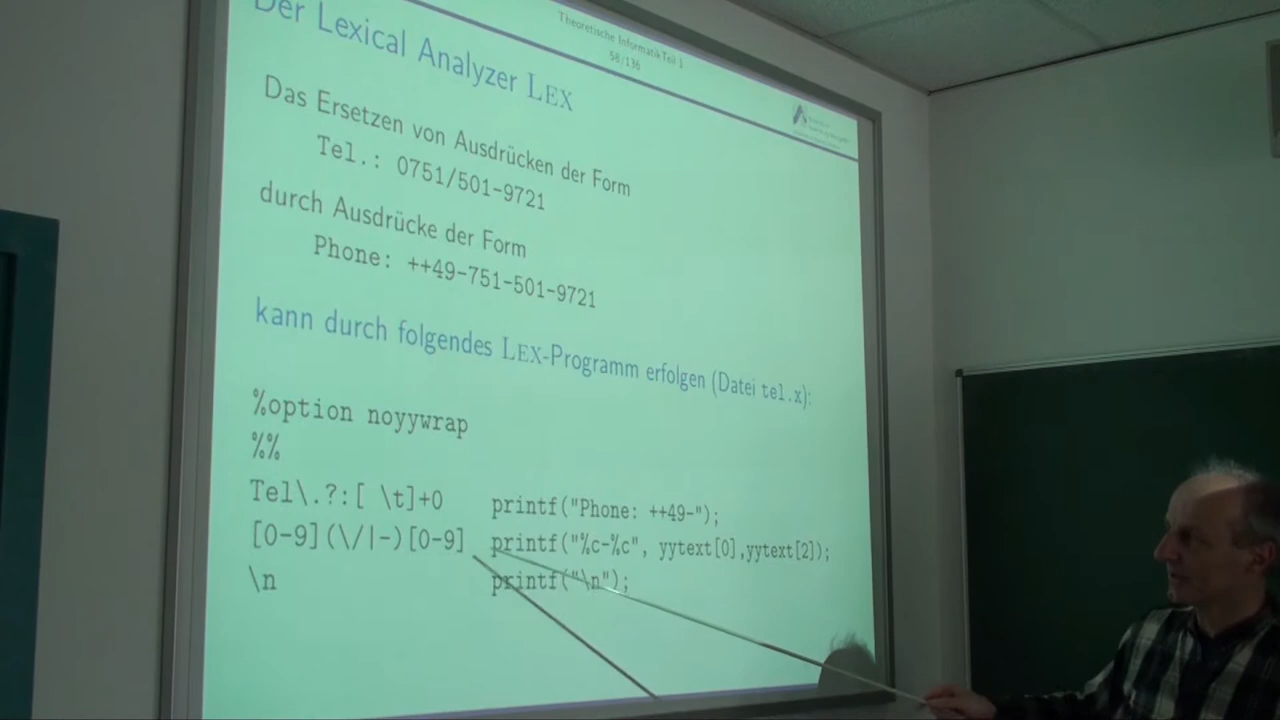 Theoretische Informatik Teil 1
58/136
Der Lexical Analyzer LEX
Das Ersetzen von Ausdrücken der Form
Tel.: 0751/501-9721
durch Ausdrücke der Form
Phone: ++49-751-501-9721
kann durch folgendes LEX-Programm erfolgen (Datei tel.x):
%option noyywrap
%%
Tel\.?:[ \t]+0 printf("Phone: ++49-");
[0-9](\/|-)[0-9] printf("%c-%c", yytext[0],yytext[2]);
\n printf("\n");